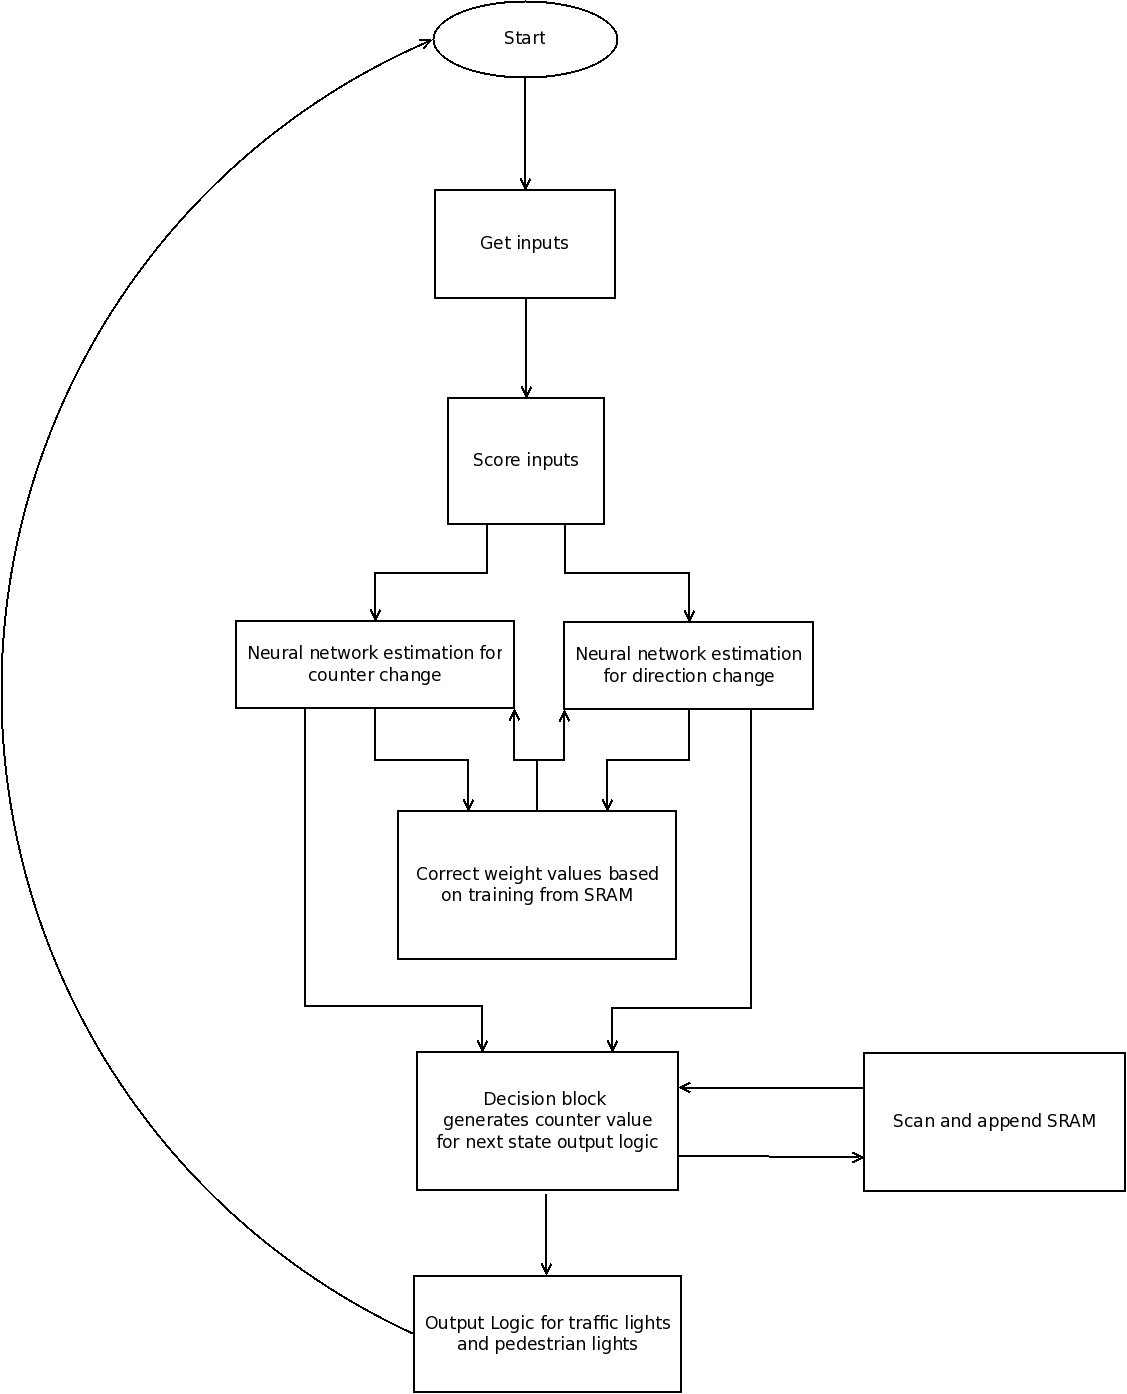 Start
Get inputs
Score inputs
Neural network estimation for
counter change
Neural network estimation
for direction change
Correct weight values based
on training from SRAM
Decision block
generates counter value
for next state output logic
Scan and append SRAM
Output Logic for traffic lights
and pedestrian lights